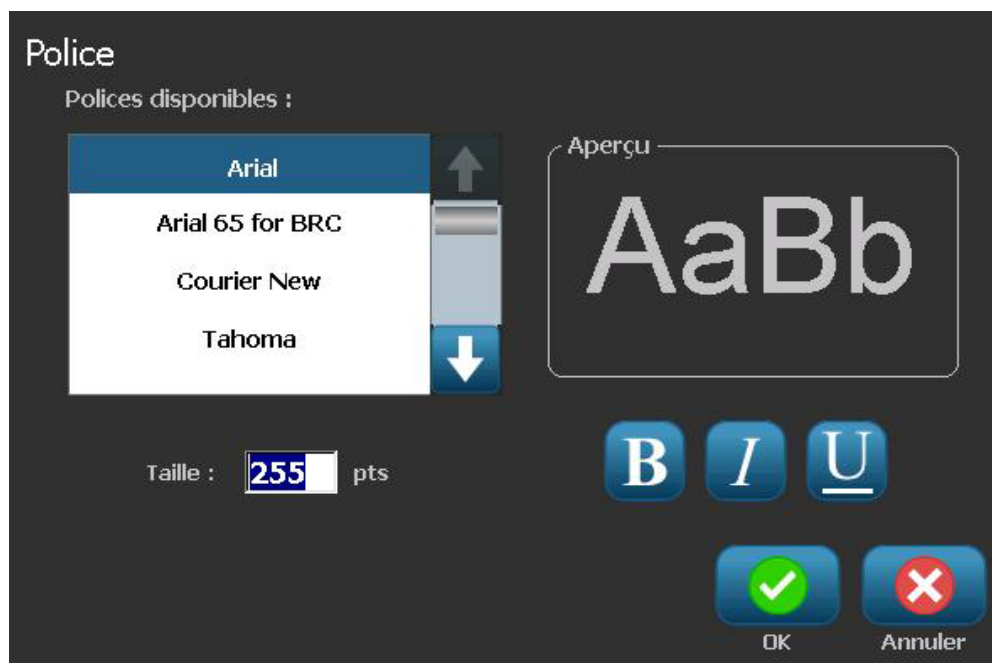 Police
Polices disponibles :
Arial
Arial 65 for BRC
Courier New
Tahoma
Aperçu
AaBb
Taille : 255 pts
B I U
OK Annuler